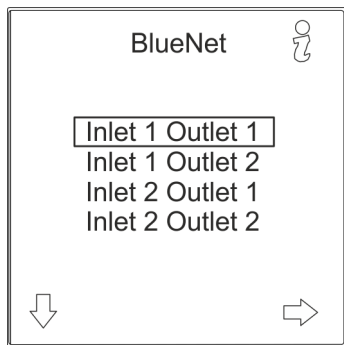 BlueNet
Inlet 1 Outlet 1
Inlet 1 Outlet 2
Inlet 2 Outlet 1
Inlet 2 Outlet 2